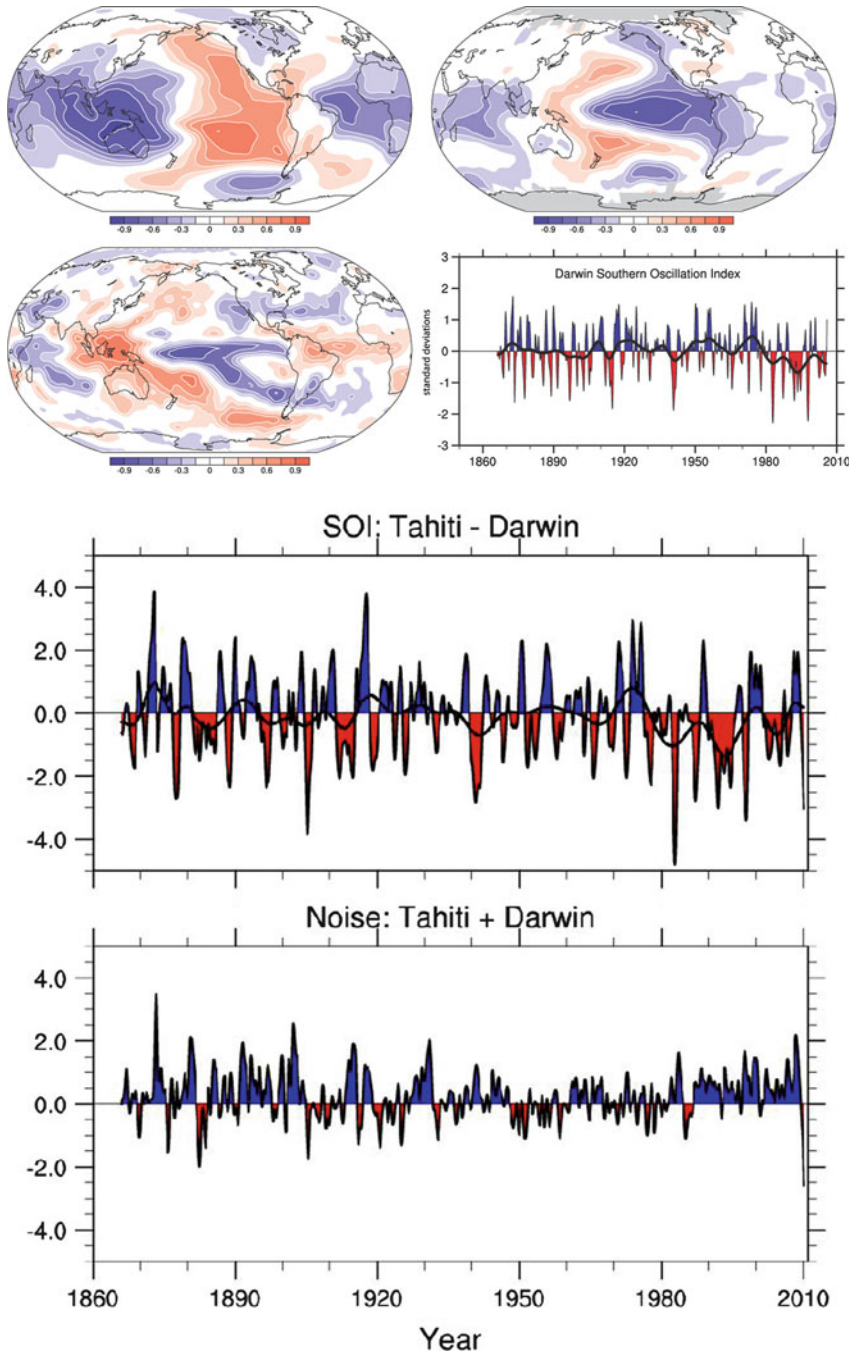 -0.9 -0.6 -0.3 0 0.3 0.6 0.9
-0.9 -0.6 -0.3 0 0.3 0.6 0.9
-0.9 -0.6 -0.3 0 0.3 0.6 0.9
Darwin Southern Oscillation Index
standard deviations
3
2
1
0
-1
-2
-3
1860 1890 1920 1950 1980 2010
SOI: Tahiti - Darwin
4.0
2.0
0.0
-2.0
-4.0
Noise: Tahiti + Darwin
4.0
2.0
0.0
-2.0
-4.0
1860 1890 1920 1950 1980 2010
Year